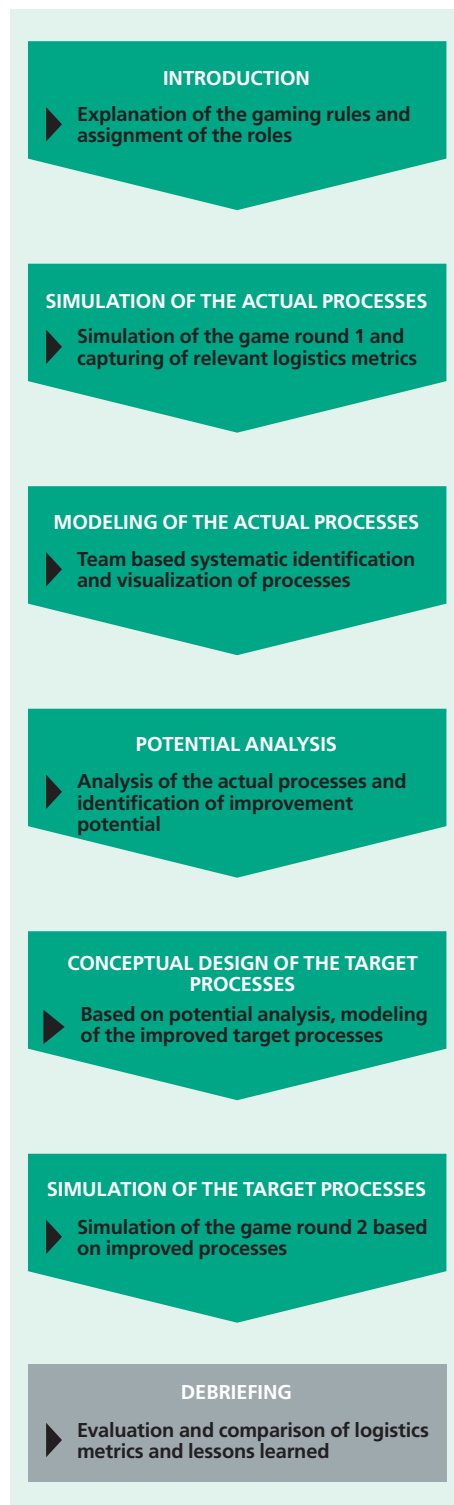 INTRODUCTION
Explanation of the gaming rules and
assignment of the roles
SIMULATION OF THE ACTUAL PROCESSES
Simulation of the game round 1 and
capturing of relevant logistics metrics
MODELING OF THE ACTUAL PROCESSES
Team based systematic identification
and visualization of processes
POTENTIAL ANALYSIS
Analysis of the actual processes and
identification of improvement
potential
CONCEPTUAL DESIGN OF THE TARGET
PROCESSES
Based on potential analysis, modeling
of the improved target processes
SIMULATION OF THE TARGET PROCESSES
Simulation of the game round 2 based
on improved processes
DEBRIEFING
Evaluation and comparison of logistics
metrics and lessons learned